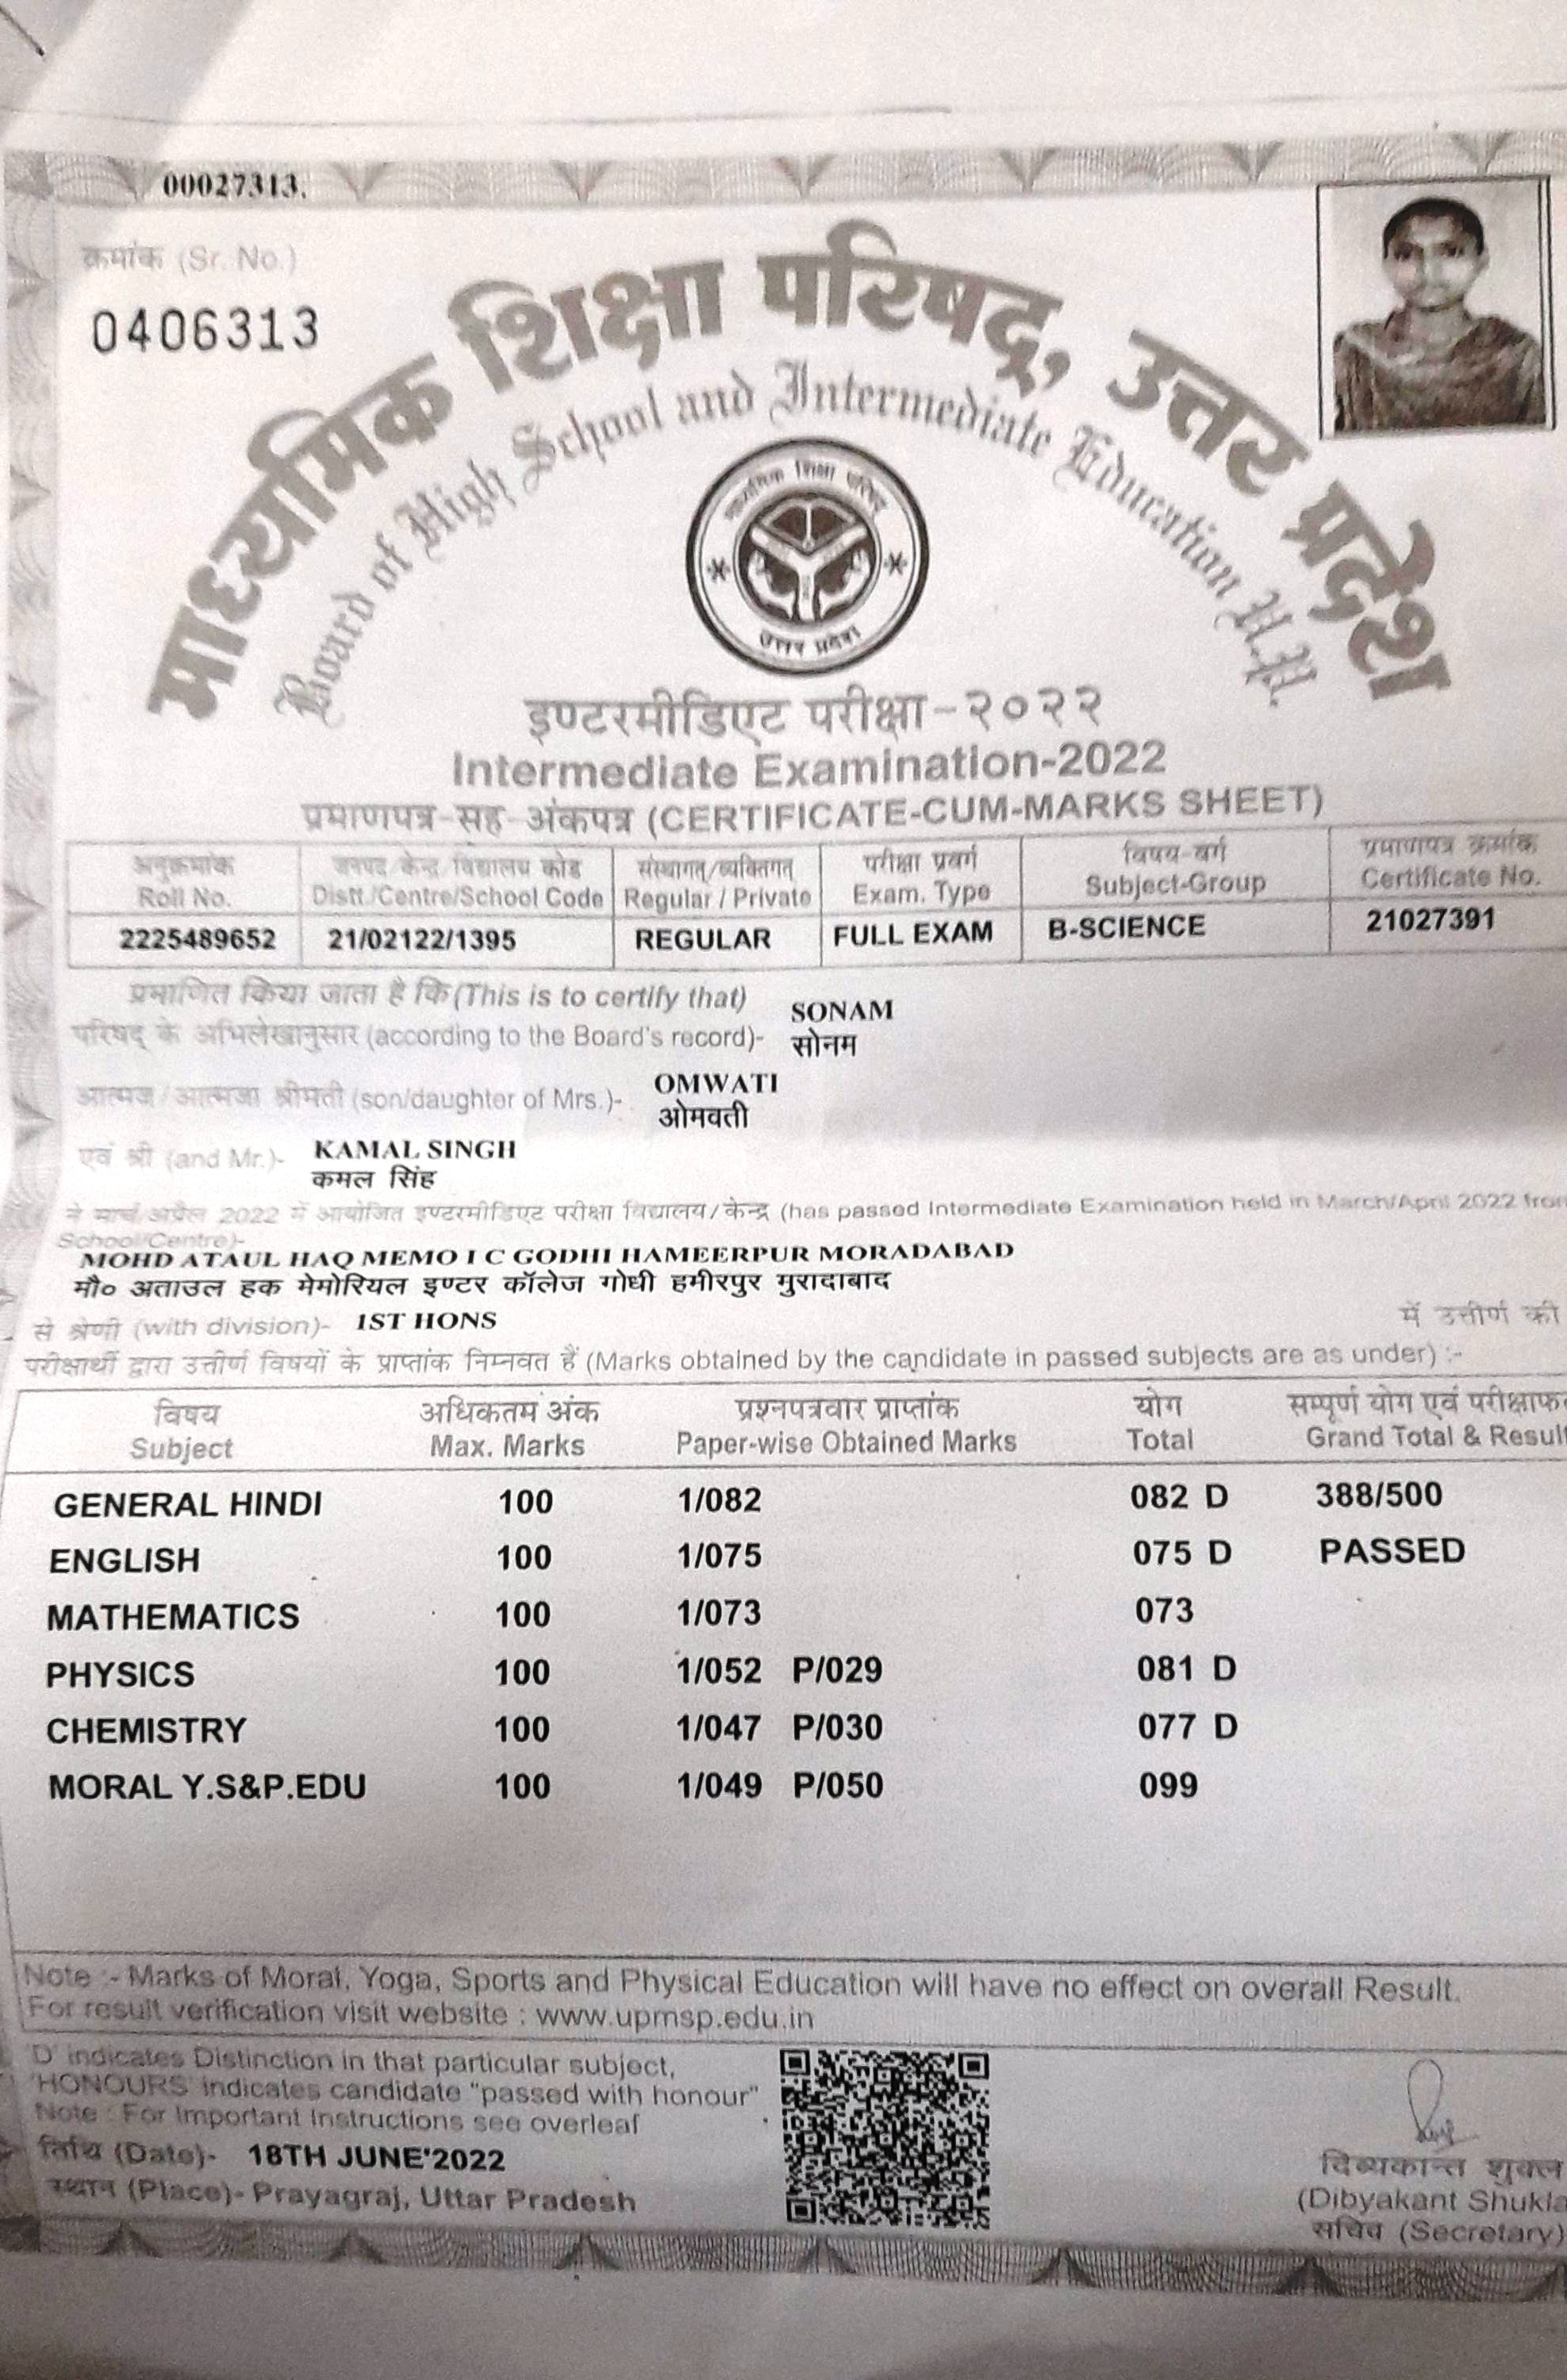 00027313.
क्रमांक (Sr. No.)
0406313
माध्यमिक शिक्षा परिषद्, उत्तर प्रदेश
Board of High School and Intermediate Education U.P.
माध्यमिक शिक्षा परिषद्
उत्तर प्रदेश
इण्टरमीडिएट परीक्षा-२०२२
Intermediate Examination-2022
प्रमाणपत्र-सह-अंकपत्र (CERTIFICATE-CUM-MARKS SHEET)
अनुक्रमांक जनपद/केन्द्र/विद्यालय कोड संस्थागत्/व्यक्तिगत् परीक्षा प्रवर्ग विषय-वर्ग प्रमाणपत्र क्रमांक
Roll No. Distt./Centre/School Code Regular / Private Exam. Type Subject-Group Certificate No.
2225489652 21/02122/1395 REGULAR FULL EXAM B-SCIENCE 21027391
प्रमाणित किया जाता है कि (This is to certify that) SONAM
परिषद् के अभिलेखानुसार (according to the Board's record)- सोनम
OMWATI
आत्मज/आत्मजा श्रीमती (son/daughter of Mrs.)- ओमवती
एवं श्री (and Mr.)- KAMAL SINGH
कमल सिंह
ने मार्च/अप्रैल 2022 में आयोजित इण्टरमीडिएट परीक्षा विद्यालय/केन्द्र (has passed Intermediate Examination held in March/April 2022 from
School/Centre)-
MOHD ATAUL HAQ MEMO I C GODHI HAMEERPUR MORADABAD
मौ० अताउल हक मेमोरियल इण्टर कॉलेज गोधी हमीरपुर मुरादाबाद
से श्रेणी (with division)- 1ST HONS में उत्तीर्ण की
परीक्षार्थी द्वारा उत्तीर्ण विषयों के प्राप्तांक निम्नवत हैं (Marks obtained by the candidate in passed subjects are as under) :-
विषय अधिकतम अंक प्रश्नपत्रवार प्राप्तांक योग सम्पूर्ण योग एवं परीक्षाफल
Subject Max. Marks Paper-wise Obtained Marks Total Grand Total & Result
GENERAL HINDI 100 1/082 082 D 388/500
ENGLISH 100 1/075 075 D PASSED
MATHEMATICS 100 1/073 073
PHYSICS 100 1/052 P/029 081 D
CHEMISTRY 100 1/047 P/030 077 D
MORAL Y.S&P.EDU 100 1/049 P/050 099
Note :- Marks of Moral, Yoga, Sports and Physical Education will have no effect on overall Result.
For result verification visit website : www.upmsp.edu.in
'D' indicates Distinction in that particular subject,
'HONOURS' indicates candidate "passed with honour"
Note : For Important Instructions see overleaf
तिथि (Date)- 18TH JUNE'2022
स्थान (Place)- Prayagraj, Uttar Pradesh
दिब्यकान्त शुक्ल
(Dibyakant Shukla
सचिव (Secretary)